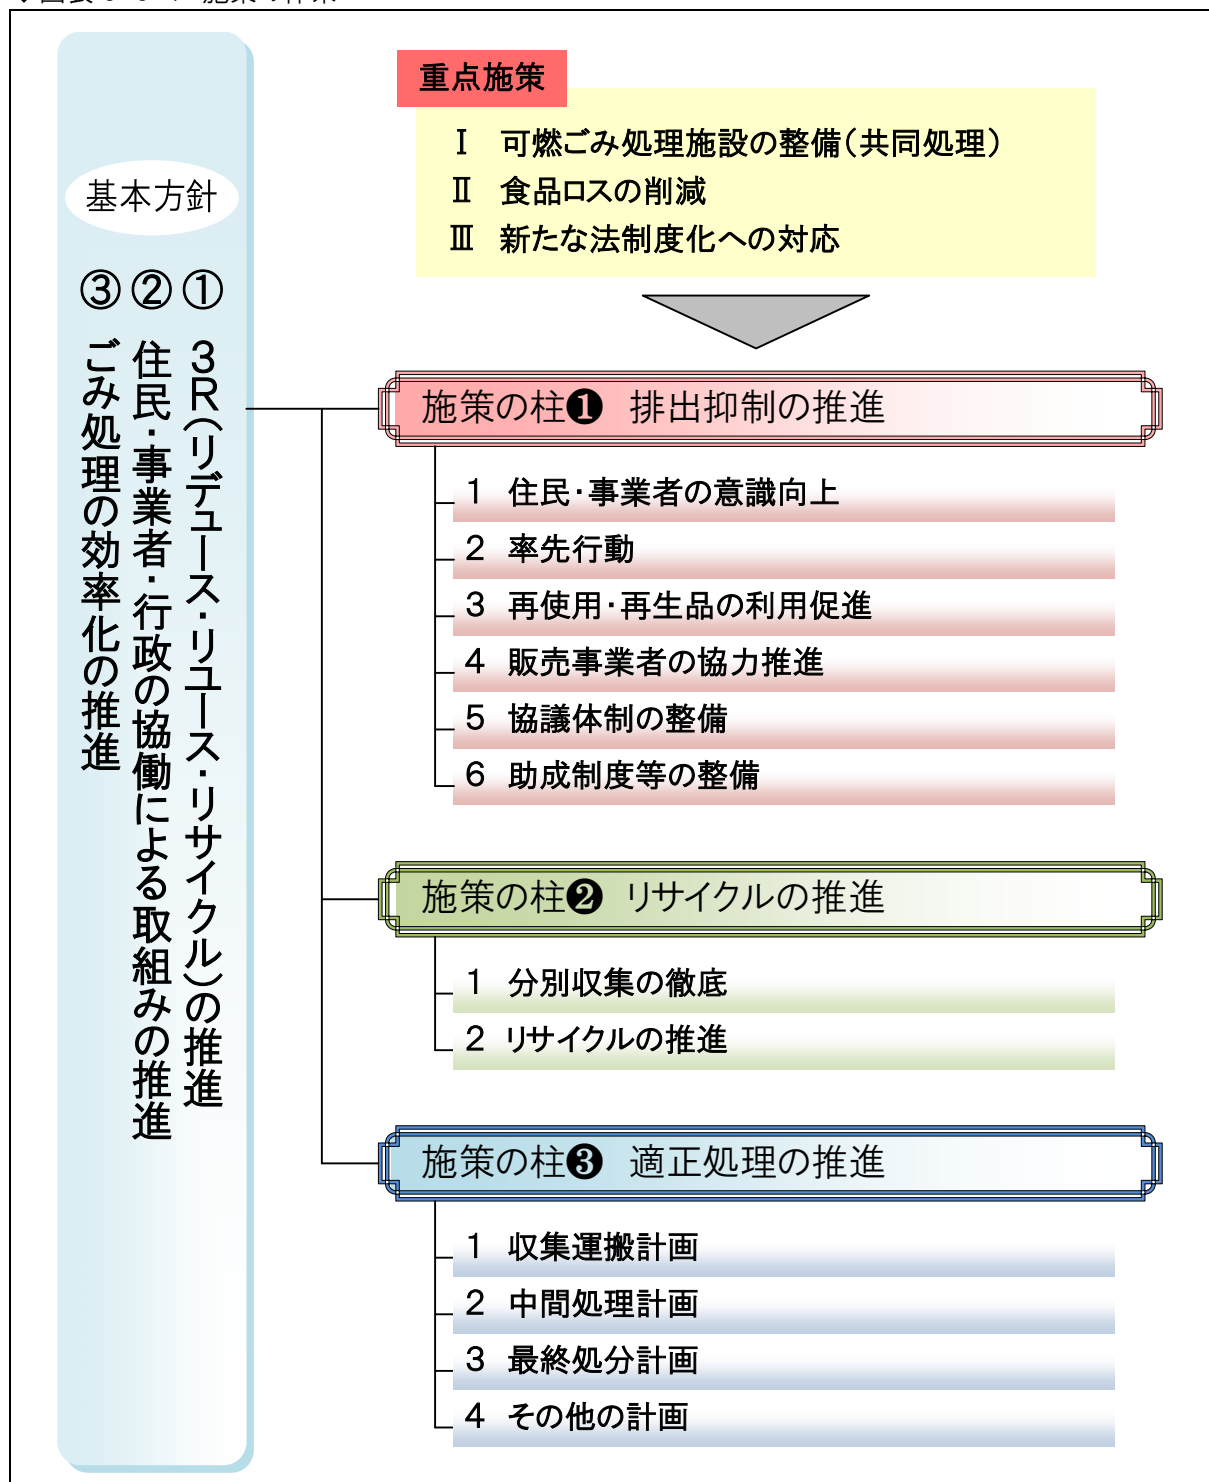 重点施策
Ⅰ 可燃ごみ処理施設の整備(共同処理)
Ⅱ 食品ロスの削減
Ⅲ 新たな法制度化への対応
基本方針
① 3R(リデュース・リユース・リサイクル)の推進
② 住民・事業者・行政の協働による取組みの推進
③ ごみ処理の効率化の推進
施策の柱❶ 排出抑制の推進
1 住民・事業者の意識向上
2 率先行動
3 再使用・再生品の利用促進
4 販売事業者の協力推進
5 協議体制の整備
6 助成制度等の整備
施策の柱❷ リサイクルの推進
1 分別収集の徹底
2 リサイクルの推進
施策の柱❸ 適正処理の推進
1 収集運搬計画
2 中間処理計画
3 最終処分計画
4 その他の計画